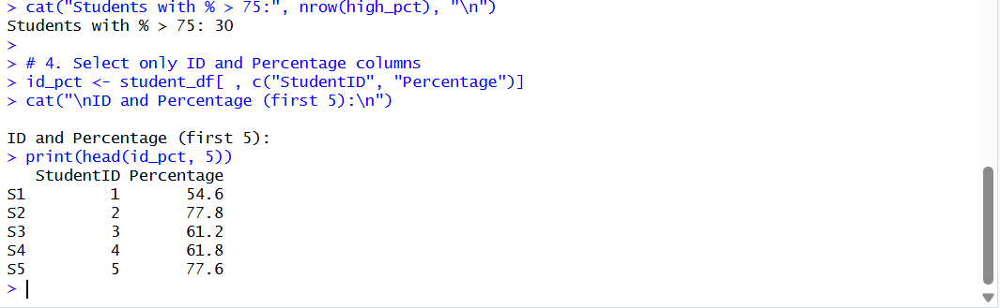 > cat("Students with % > 75:", nrow(high_pct), "\n")
Students with % > 75: 30
>
> # 4. Select only ID and Percentage columns
> id_pct <- student_df[ , c("StudentID", "Percentage")]
> cat("\nID and Percentage (first 5):\n")

ID and Percentage (first 5):
> print(head(id_pct, 5))
   StudentID Percentage
S1         1       54.6
S2         2       77.8
S3         3       61.2
S4         4       61.8
S5         5       77.6
>